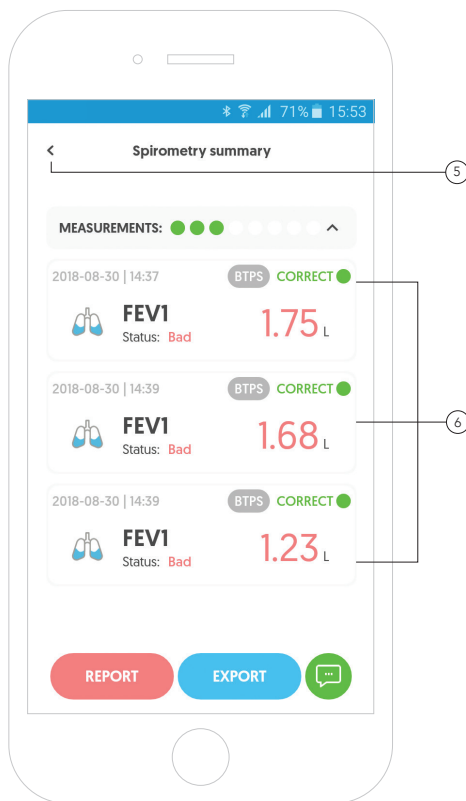 71% 15:53
Spirometry summary
5
MEASUREMENTS:
2018-08-30 | 14:37 BTPS CORRECT
FEV1 1.75 L
Status: Bad
2018-08-30 | 14:39 BTPS CORRECT
6
FEV1 1.68 L
Status: Bad
2018-08-30 | 14:39 BTPS CORRECT
FEV1 1.23 L
Status: Bad
REPORT EXPORT